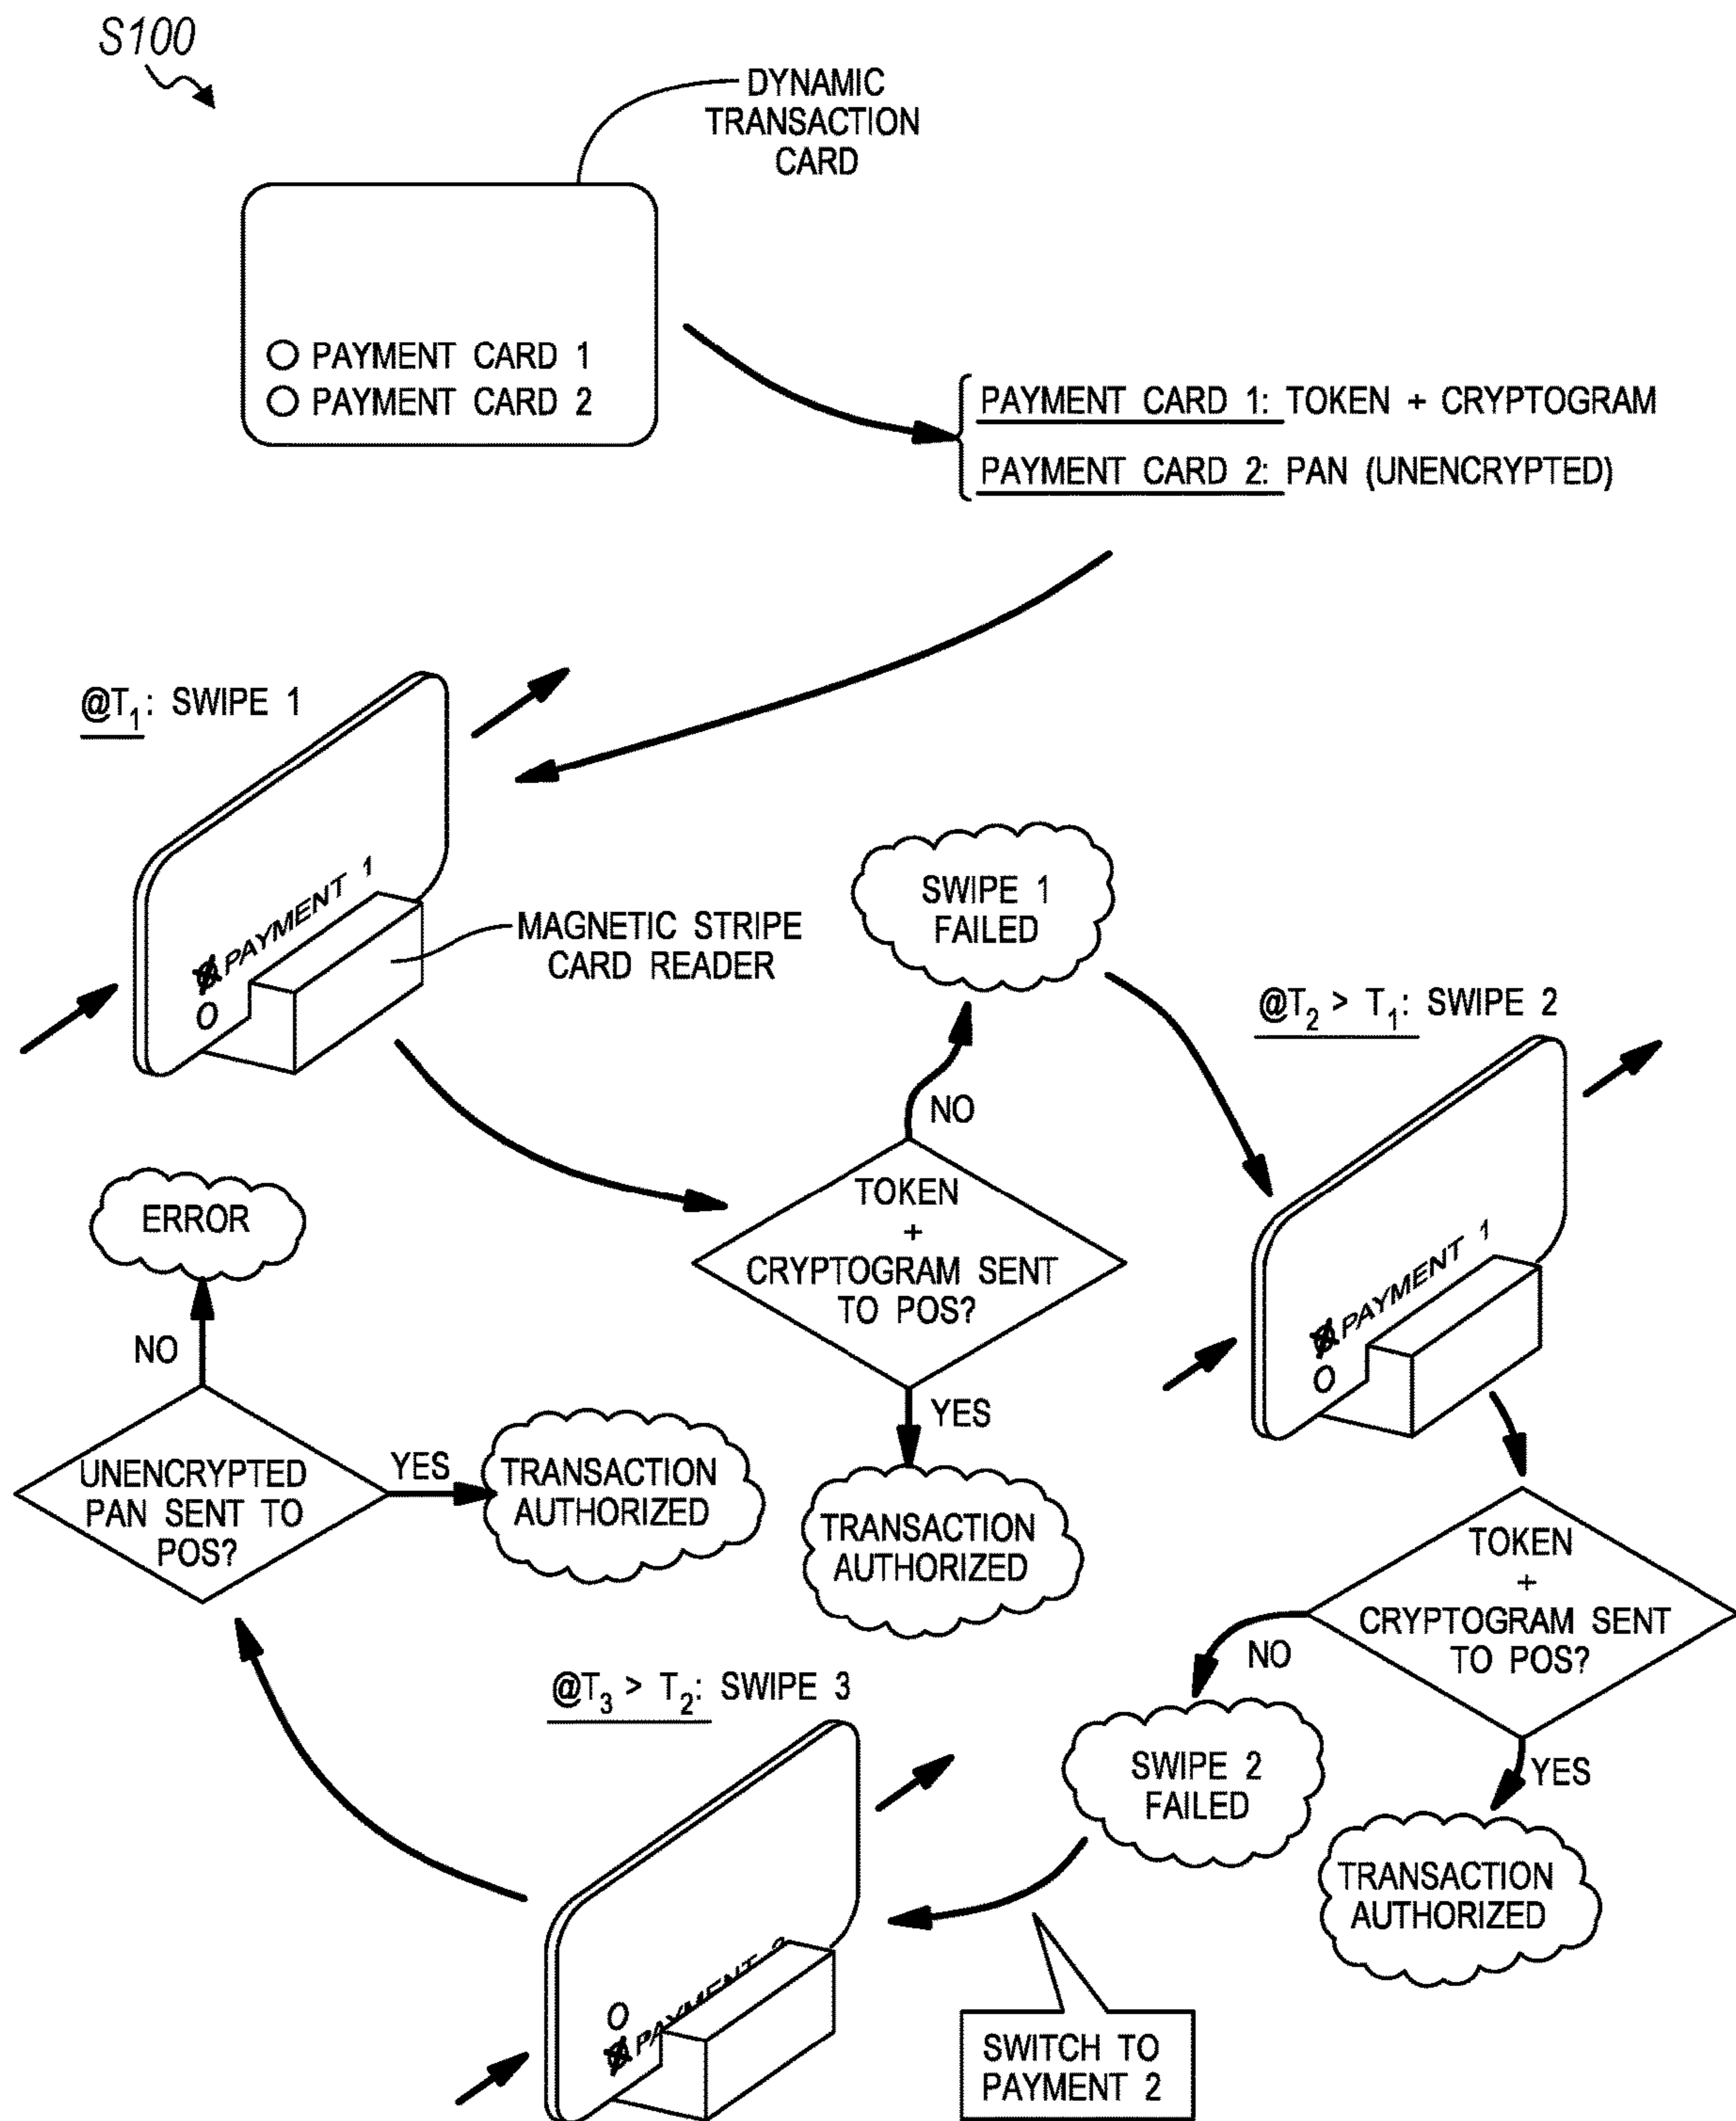 S100
DYNAMIC
TRANSACTION
CARD
PAYMENT CARD 1
PAYMENT CARD 2
PAYMENT CARD 1: TOKEN + CRYPTOGRAM
PAYMENT CARD 2: PAN (UNENCRYPTED)
@T1: SWIPE 1
PAYMENT 1
MAGNETIC STRIPE
CARD READER
SWIPE 1
FAILED
@T2 > T1: SWIPE 2
NO
PAYMENT 1
TOKEN
+
CRYPTOGRAM SENT
TO POS?
YES
TRANSACTION
AUTHORIZED
ERROR
NO
UNENCRYPTED
PAN SENT TO
POS?
YES
TRANSACTION
AUTHORIZED
TOKEN
+
CRYPTOGRAM SENT
TO POS?
NO
YES
SWIPE 2
FAILED
TRANSACTION
AUTHORIZED
@T3 > T2: SWIPE 3
PAYMENT 2
SWITCH TO
PAYMENT 2